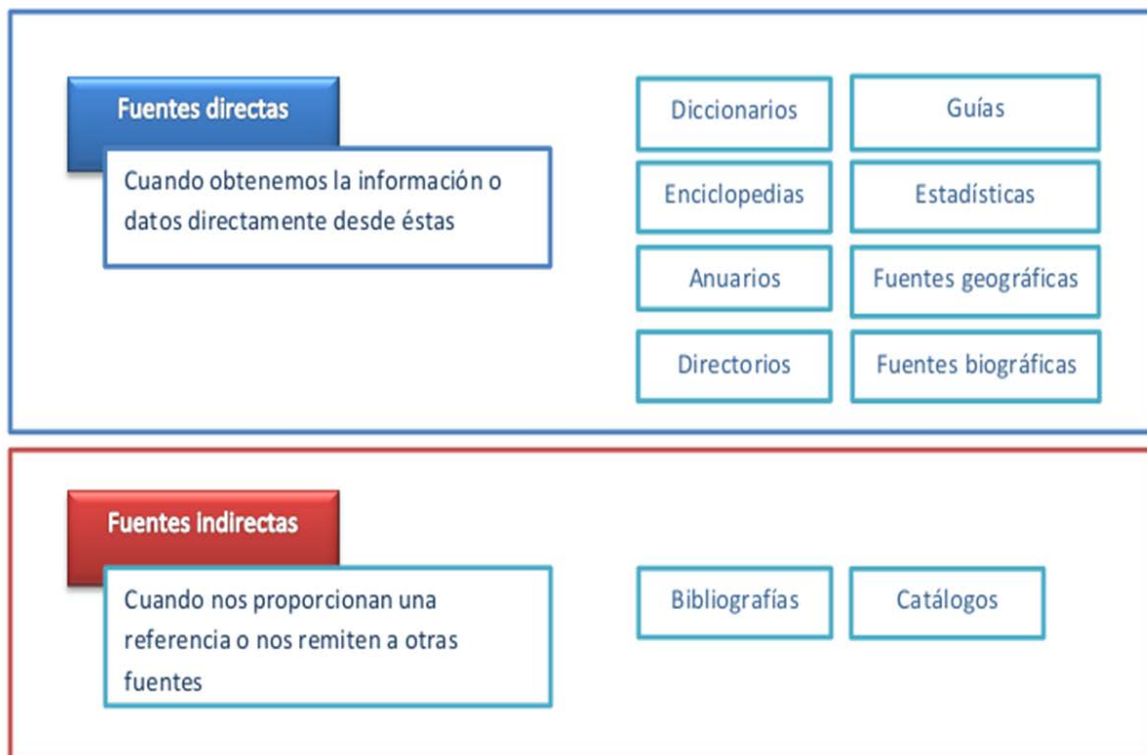 Fuentes directas
Cuando obtenemos la información o
datos directamente desde éstas
Diccionarios
Guías
Enciclopedias
Estadísticas
Anuarios
Fuentes geográficas
Directorios
Fuentes biográficas
Fuentes indirectas
Cuando nos proporcionan una
referencia o nos remiten a otras
fuentes
Bibliografías
Catálogos